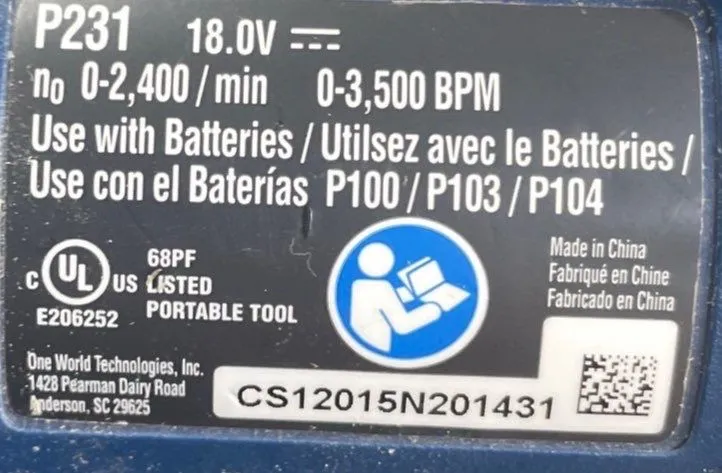 P231 18.0V ⎓
n₀ 0-2,400 / min 0-3,500 BPM
Use with Batteries / Utilsez avec le Batteries /
Use con el Baterías P100 / P103 / P104
C UL US 68PF
LISTED
E206252 PORTABLE TOOL
Made in China
Fabriqué en Chine
Fabricado en China
One World Technologies, Inc.
1428 Pearman Dairy Road
Anderson, SC 29625
CS12015N201431